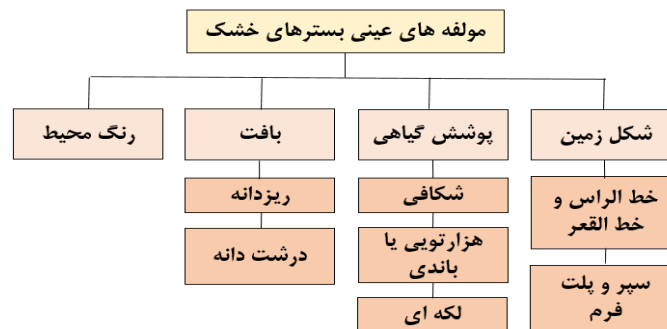 مولفه های عینی بسترهای خشک
شکل زمین
پوشش گیاهی
بافت
رنگ محیط
خط الراس و
خط القعر
سپر و پلت
فرم
شکافی
هزارتویی یا
باندی
لکه ای
ریزدانه
درشت دانه